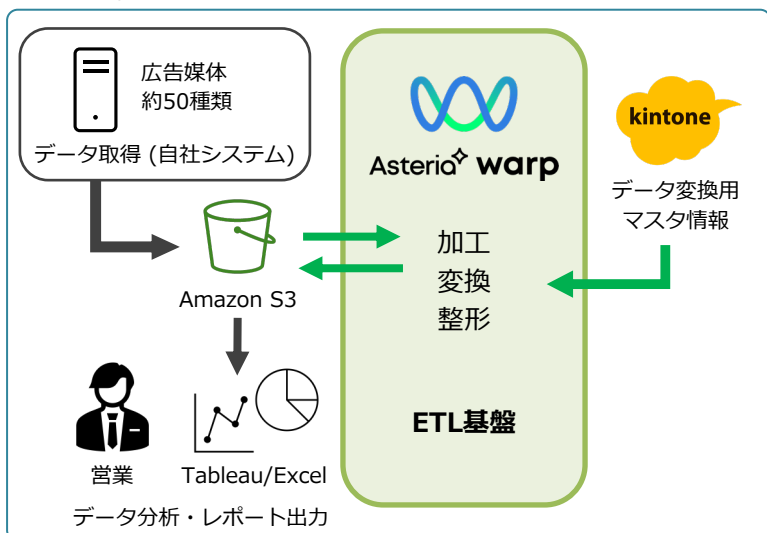 広告媒体
約50種類
データ取得 (自社システム)
Amazon S3
営業
Tableau/Excel
データ分析・レポート出力
Asteria warp
加工
変換
整形
ETL基盤
kintone
データ変換用
マスタ情報